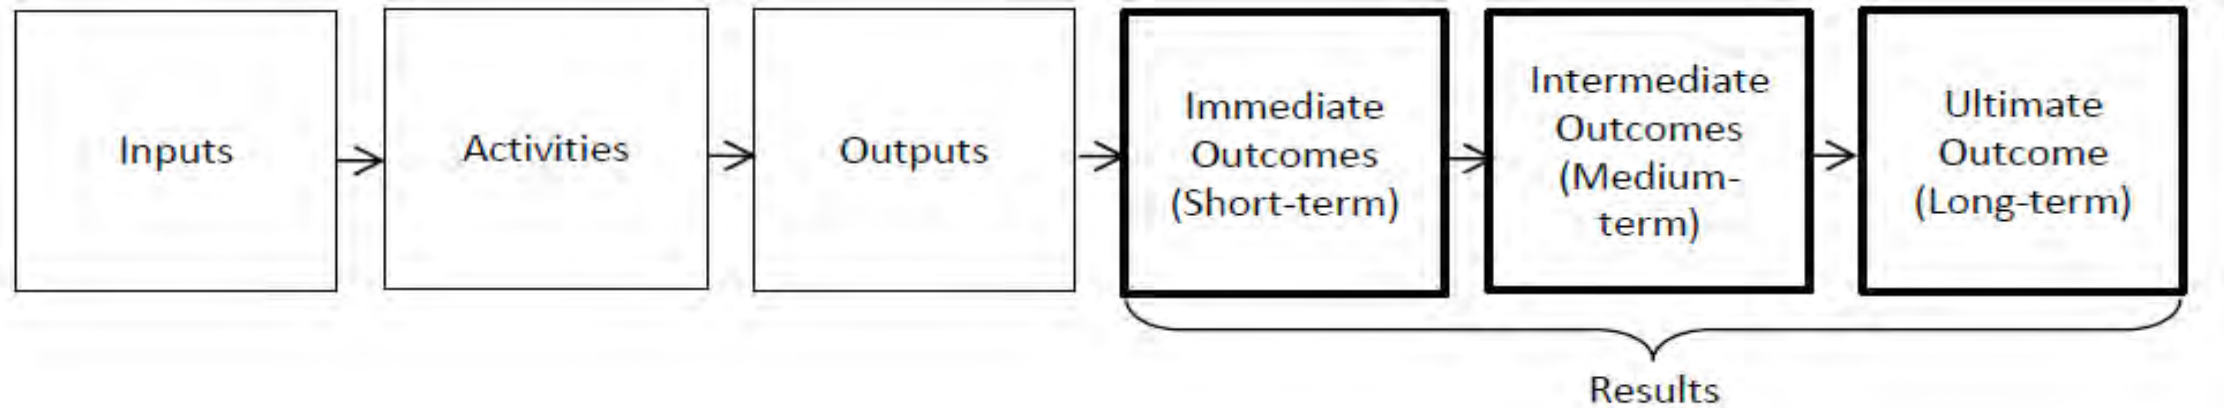 Inputs
Activities
Outputs
Immediate
Outcomes
(Short-term)
Intermediate
Outcomes
(Medium-
term)
Ultimate
Outcome
(Long-term)
Results